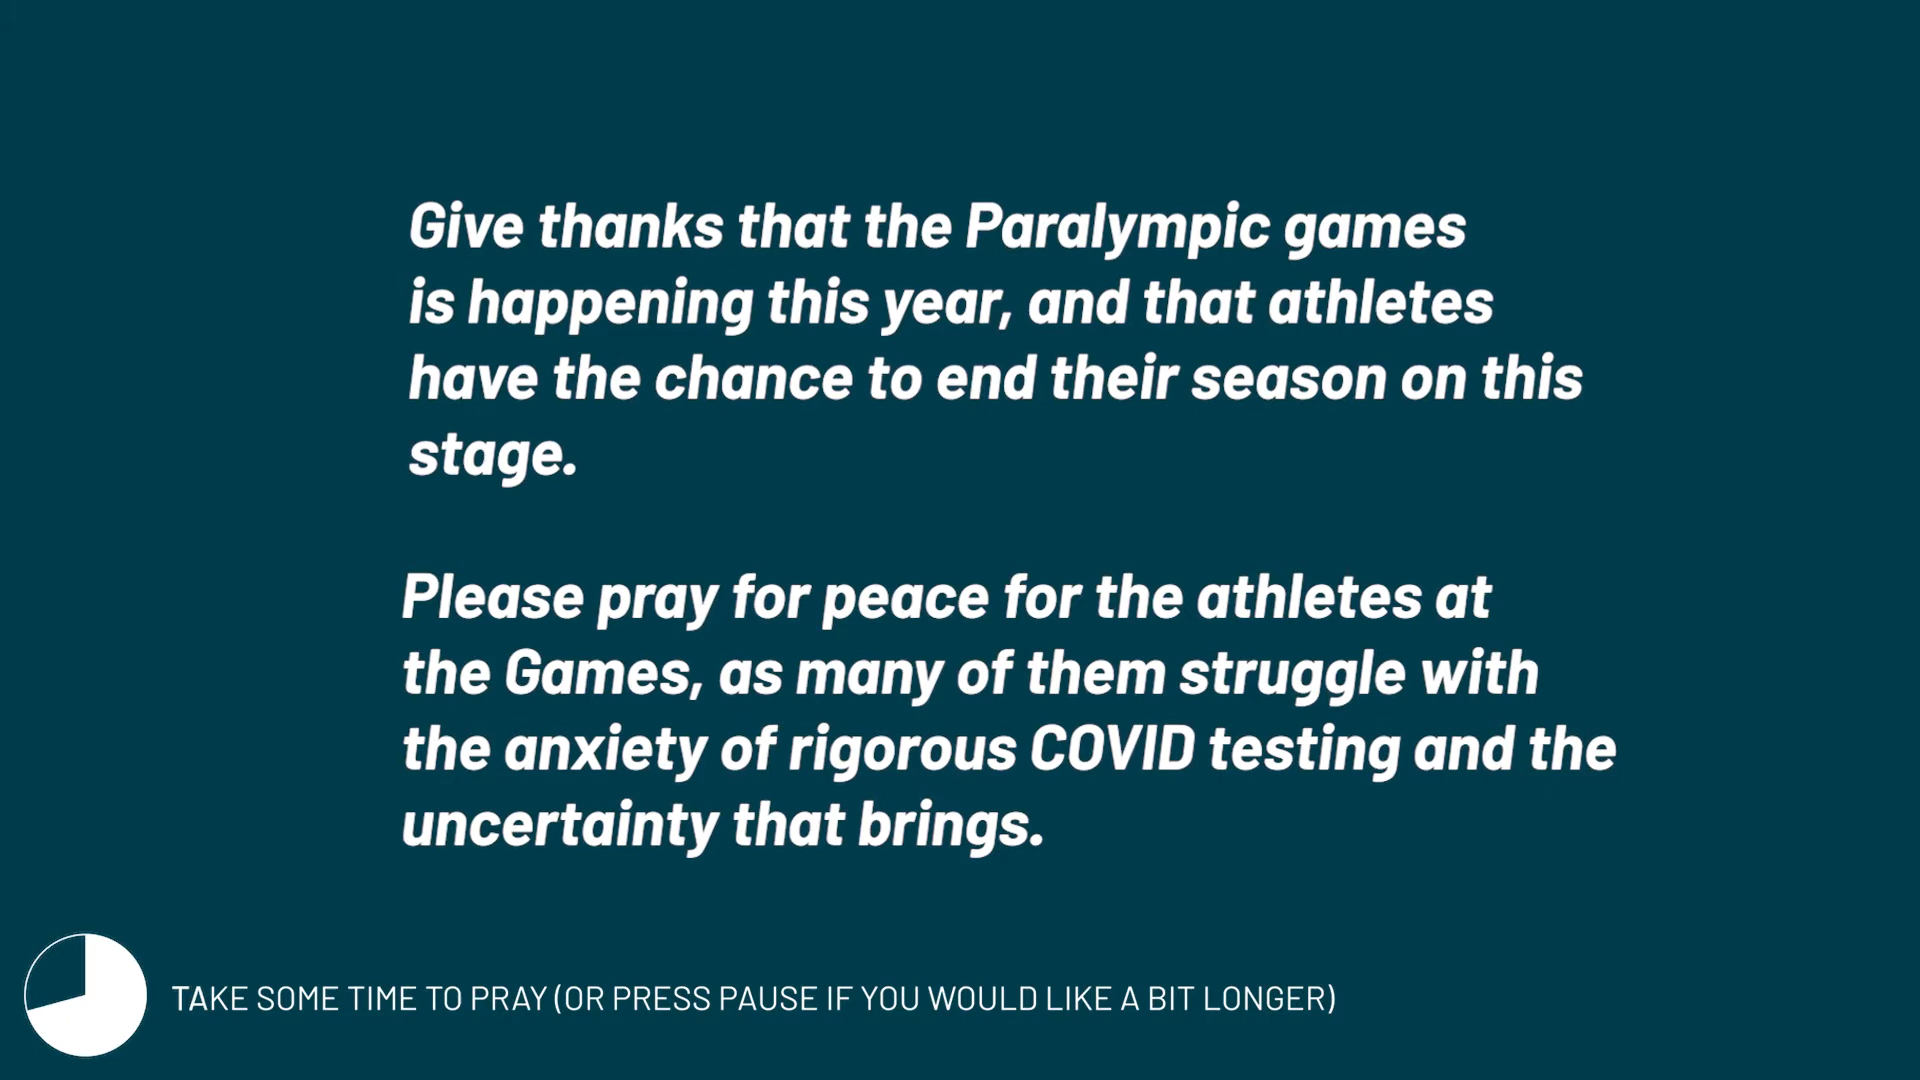 Give thanks that the Paralympic games
is happening this year, and that athletes
have the chance to end their season on this
stage.
Please pray for peace for the athletes at
the Games, as many of them struggle with
the anxiety of rigorous COVID testing and the
uncertainty that brings.
TAKE SOME TIME TO PRAY (OR PRESS PAUSE IF YOU WOULD LIKE A BIT LONGER)